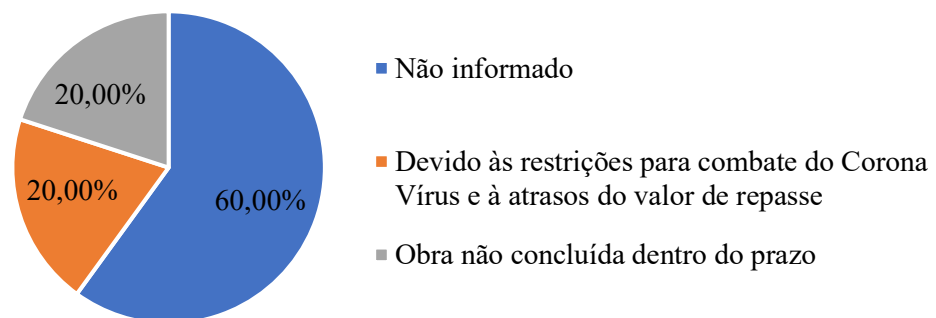 20,00%
20,00%
60,00%
Não informado
Devido às restrições para combate do Corona
Vírus e à atrasos do valor de repasse
Obra não concluída dentro do prazo